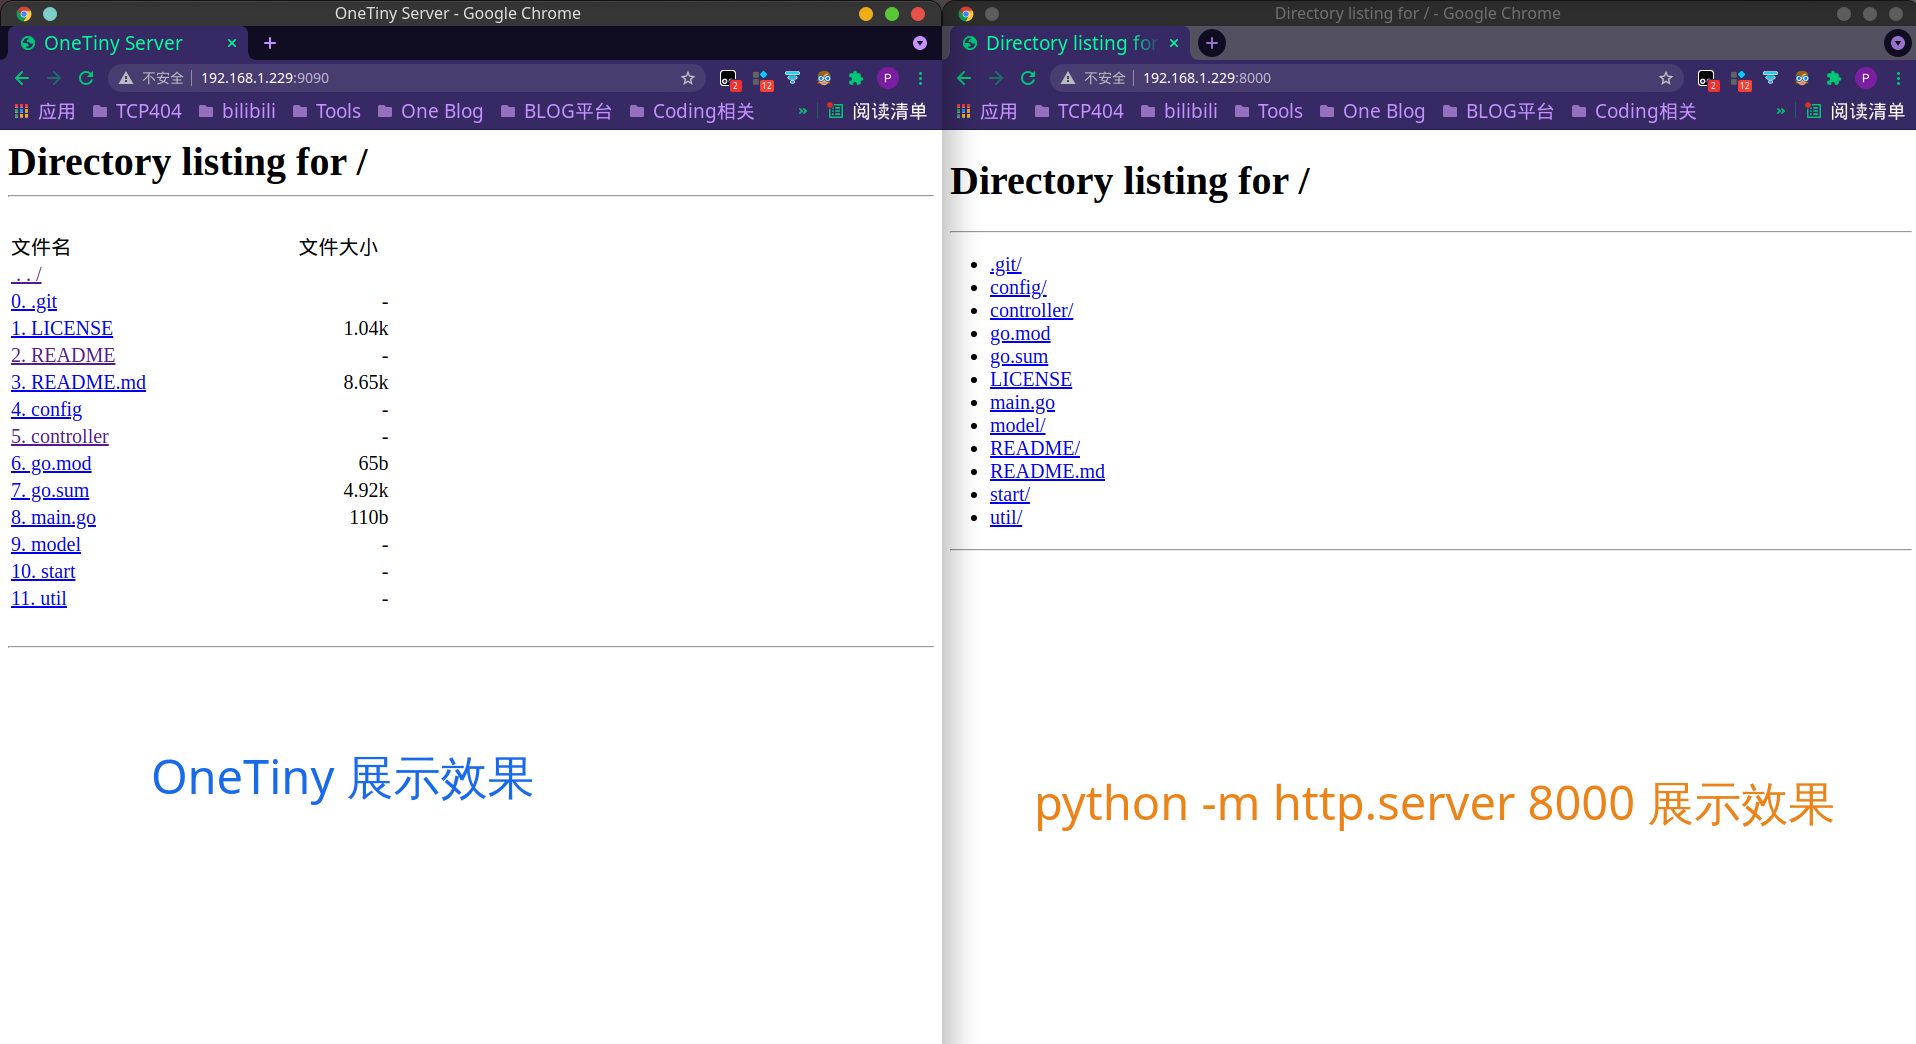 OneTiny Server - Google Chrome
OneTiny Server
不安全 192.168.1.229:9090
2 12 P
应用 TCP404 bilibili Tools One Blog BLOG平台 Coding相关 » 阅读清单
Directory listing for /
文件名 文件大小
../
0. .git -
1. LICENSE 1.04k
2. README -
3. README.md 8.65k
4. config -
5. controller -
6. go.mod 65b
7. go.sum 4.92k
8. main.go 110b
9. model -
10. start -
11. util -
OneTiny 展示效果
Directory listing for / - Google Chrome
Directory listing for
不安全 192.168.1.229:8000
2 12 P
应用 TCP404 bilibili Tools One Blog BLOG平台 Coding相关 » 阅读清单
Directory listing for /
.git/
config/
controller/
go.mod
go.sum
LICENSE
main.go
model/
README/
README.md
start/
util/
python -m http.server 8000 展示效果